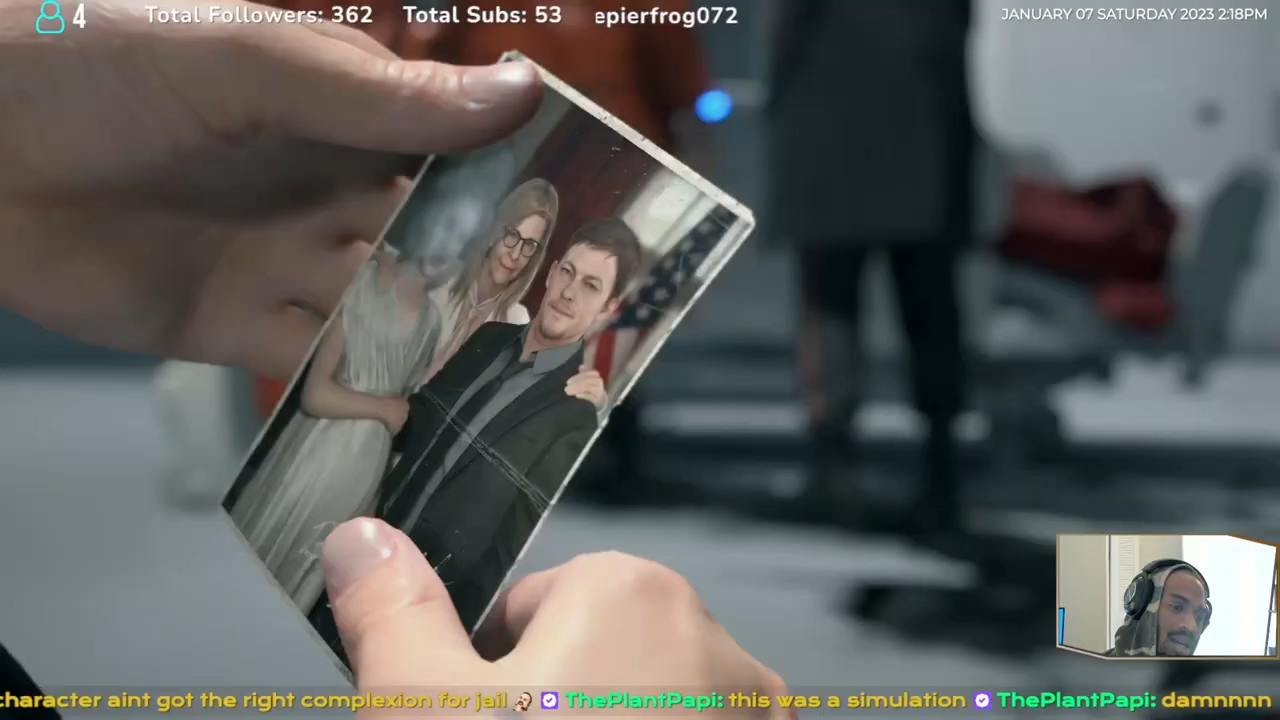 4 Total Followers: 362 Total Subs: 53 epierfrog072 JANUARY 07 SATURDAY 2023 2:18PM
character aint got the right complexion for jail ThePlantPapi: this was a simulation ThePlantPapi: damnnnn